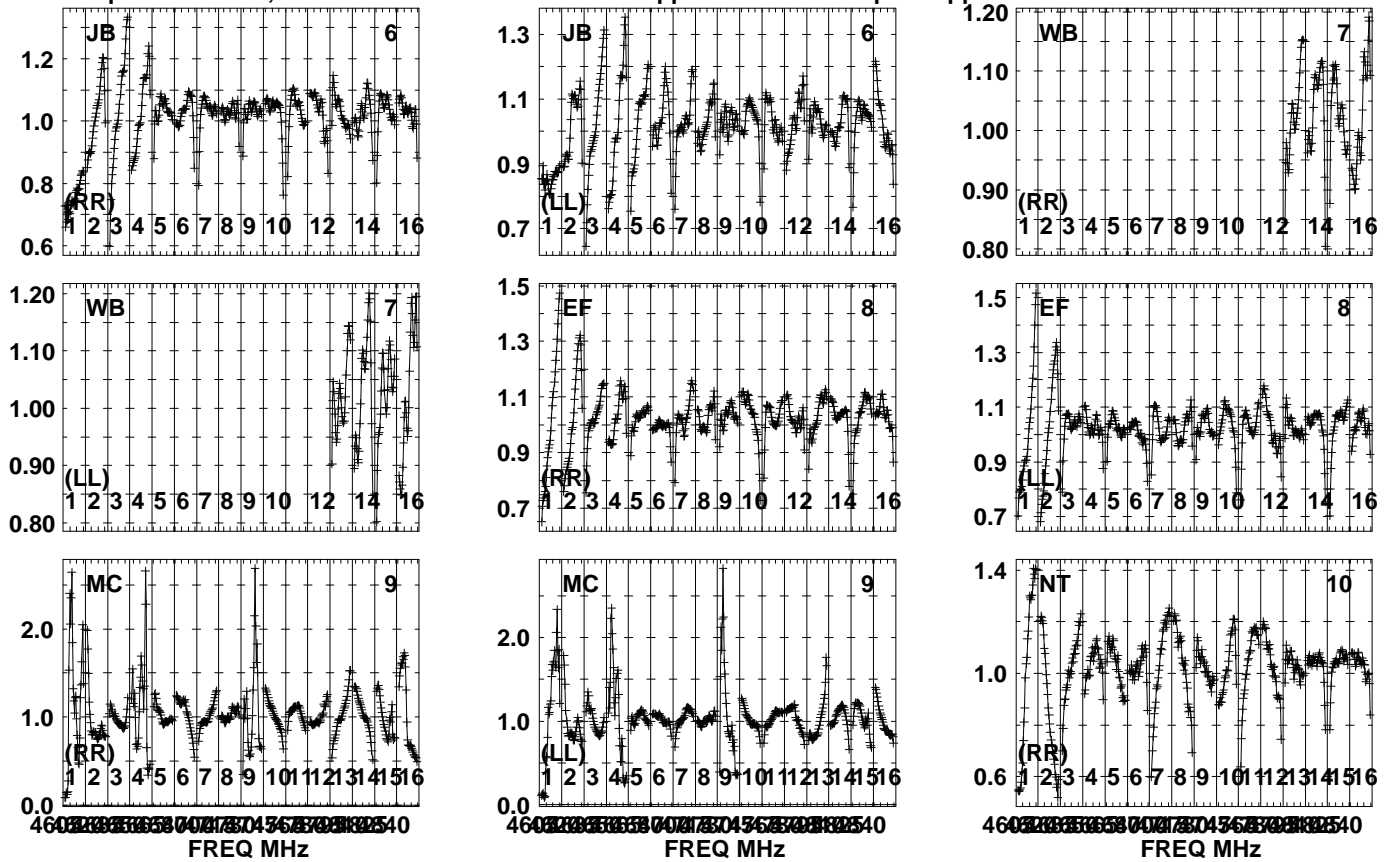 JB 6
1.2
1.0
0.8
0.6
(RR)
1 2 3 4 5 6 7 8 9 10 12 14 16
JB 6
1.3
1.1
0.9
0.7
(LL)
1 2 3 4 5 6 7 8 9 10 12 14 16
WB 7
1.20
1.10
1.00
0.90
0.80
(RR)
1 2 3 4 5 6 7 8 9 10 12 14 16
WB 7
1.20
1.10
1.00
0.90
0.80
(LL)
1 2 3 4 5 6 7 8 9 10 12 14 16
EF 8
1.5
1.3
1.1
0.9
0.7
(RR)
1 2 3 4 5 6 7 8 9 10 12 14 16
EF 8
1.5
1.3
1.1
0.9
0.7
(LL)
1 2 3 4 5 6 7 8 9 10 12 14 16
MC 9
2.0
1.0
0.0
(RR)
1 2 3 4 5 6 7 8 9 10 11 12 13 14 15 16
FREQ MHz
MC 9
2.0
1.0
0.0
(LL)
1 2 3 4 5 6 7 8 9 10 11 12 13 14 15 16
FREQ MHz
NT 10
1.4
1.0
0.6
(RR)
1 2 3 4 5 6 7 8 9 10 11 12 13 14 15 16
FREQ MHz